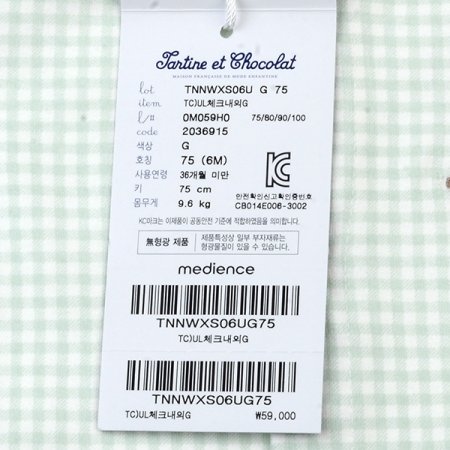 Tartine et Chocolat
MAISON FRANÇAISE DE MODE ENFANTINE
lot TNNWXS06U G 75
item TC)UL체크내의G
l/# 0M059H0 75/80/90/100
code 2036915
색상 G
호칭 75 (6M)
사용연령 36개월 미만
키 75 cm
몸무게 9.6 kg
안전확인신고확인증번호
CB014E006-3002
KC마크는 이제품이 공동안전 기준에 적합하였음을 의미합니다.
無형광 제품
제품특성상 일부 부자재류는
형광물질이 있을 수 있습니다.
medience
TNNWXS06UG75
TC)UL체크내의G
TNNWXS06UG75
TC)UL체크내의G ₩59,000